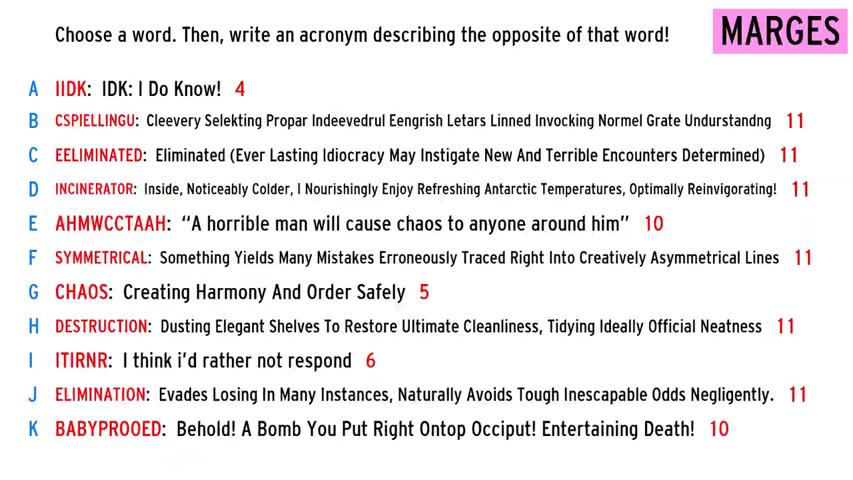 Choose a word. Then, write an acronym describing the opposite of that word!
MARGES
A IIDK: IDK: I Do Know! 4
B CSPIELLINGU: Cleevery Selekting Propar Indeevedrul Eengrish Letars Linned Invocking Normel Grate Undurstandng 11
C EELIMINATED: Eliminated (Ever Lasting Idiocracy May Instigate New And Terrible Encounters Determined) 11
D INCINERATOR: Inside, Noticeably Colder, I Nourishingly Enjoy Refreshing Antarctic Temperatures, Optimally Reinvigorating! 11
E AHMWCCTAAH: “A horrible man will cause chaos to anyone around him” 10
F SYMMETRICAL: Something Yields Many Mistakes Erroneously Traced Right Into Creatively Asymmetrical Lines 11
G CHAOS: Creating Harmony And Order Safely 5
H DESTRUCTION: Dusting Elegant Shelves To Restore Ultimate Cleanliness, Tidying Ideally Official Neatness 11
I ITIRNR: I think i’d rather not respond 6
J ELIMINATION: Evades Losing In Many Instances, Naturally Avoids Tough Inescapable Odds Negligently. 11
K BABYPROOED: Behold! A Bomb You Put Right Ontop Occiput! Entertaining Death! 10